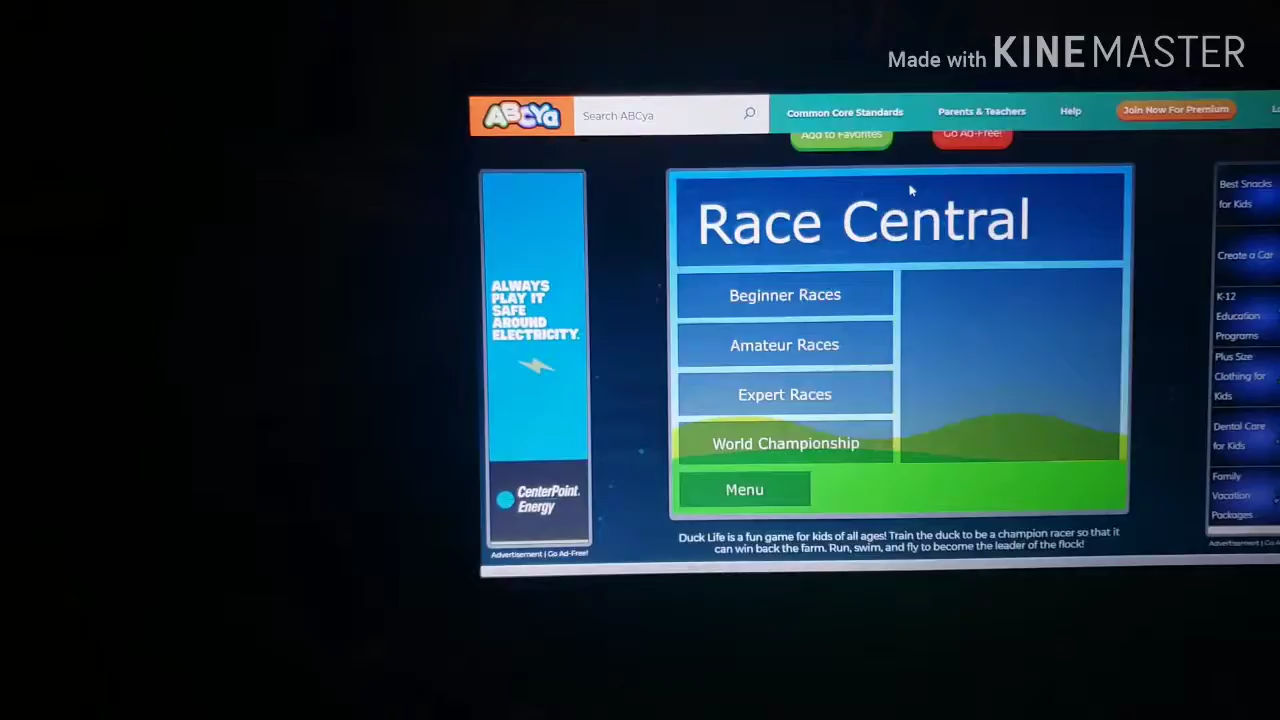 Made with KINEMASTER
ABCya
Search ABCya
Common Core Standards
Parents & Teachers
Help
Join Now For Premium
Add to Favorites
Go Ad-Free!
ALWAYS
PLAY IT
SAFE
AROUND
ELECTRICITY.
CenterPoint.
Energy
Advertisement | Go Ad-Free!
Race Central
Beginner Races
Amateur Races
Expert Races
World Championship
Menu
Duck Life is a fun game for kids of all ages! Train the duck to be a champion racer so that it
can win back the farm. Run, swim, and fly to become the leader of the flock!
Best Snacks
for Kids
Create a Car
K-12
Education
Programs
Plus Size
Clothing for
Kids
Dental Care
for Kids
Family
Vacation
Packages
Advertisement | Go